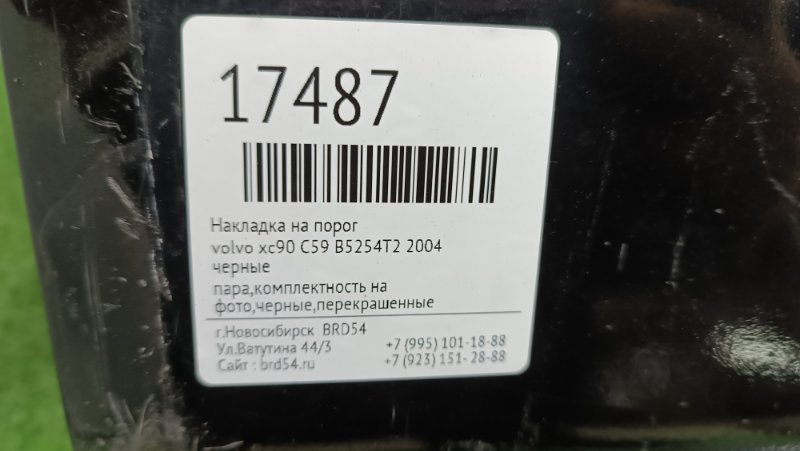 17487
Накладка на порог
volvo xc90 C59 B5254T2 2004
черные
пара,комплектность на
фото,черные,перекрашенные
г.Новосибирск BRD54
Ул.Ватутина 44/3 +7 (995) 101-18-88
Сайт : brd54.ru +7 (923) 151- 28-88